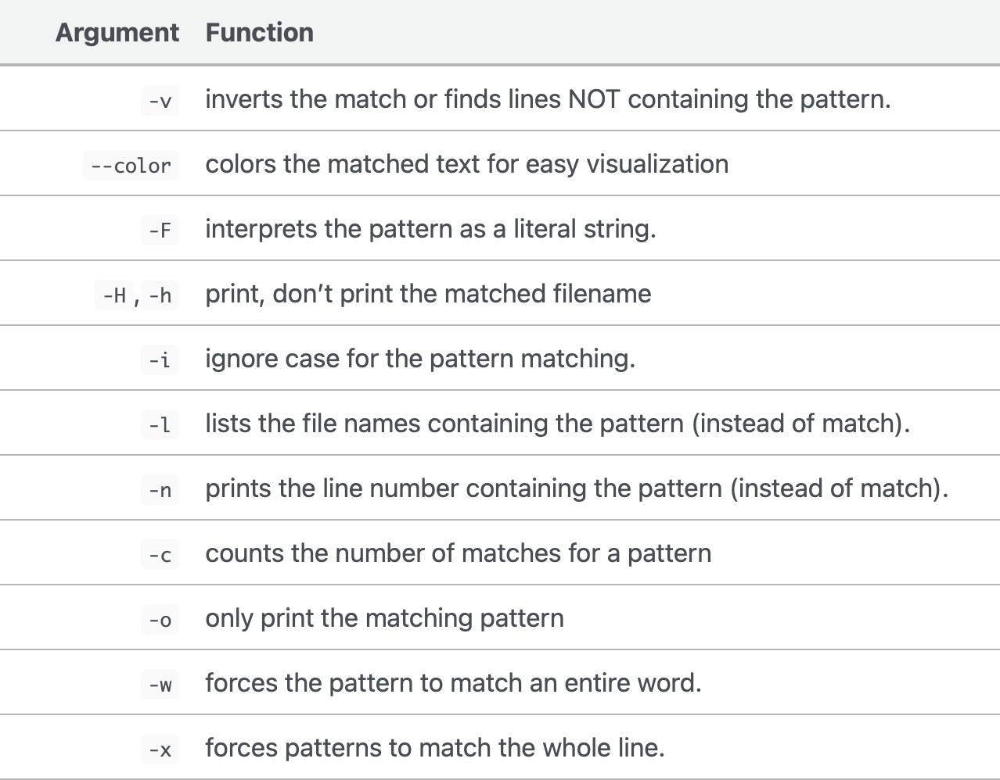 Argument Function
-v inverts the match or finds lines NOT containing the pattern.
--color colors the matched text for easy visualization
-F interprets the pattern as a literal string.
-H , -h print, don’t print the matched filename
-i ignore case for the pattern matching.
-l lists the file names containing the pattern (instead of match).
-n prints the line number containing the pattern (instead of match).
-c counts the number of matches for a pattern
-o only print the matching pattern
-w forces the pattern to match an entire word.
-x forces patterns to match the whole line.